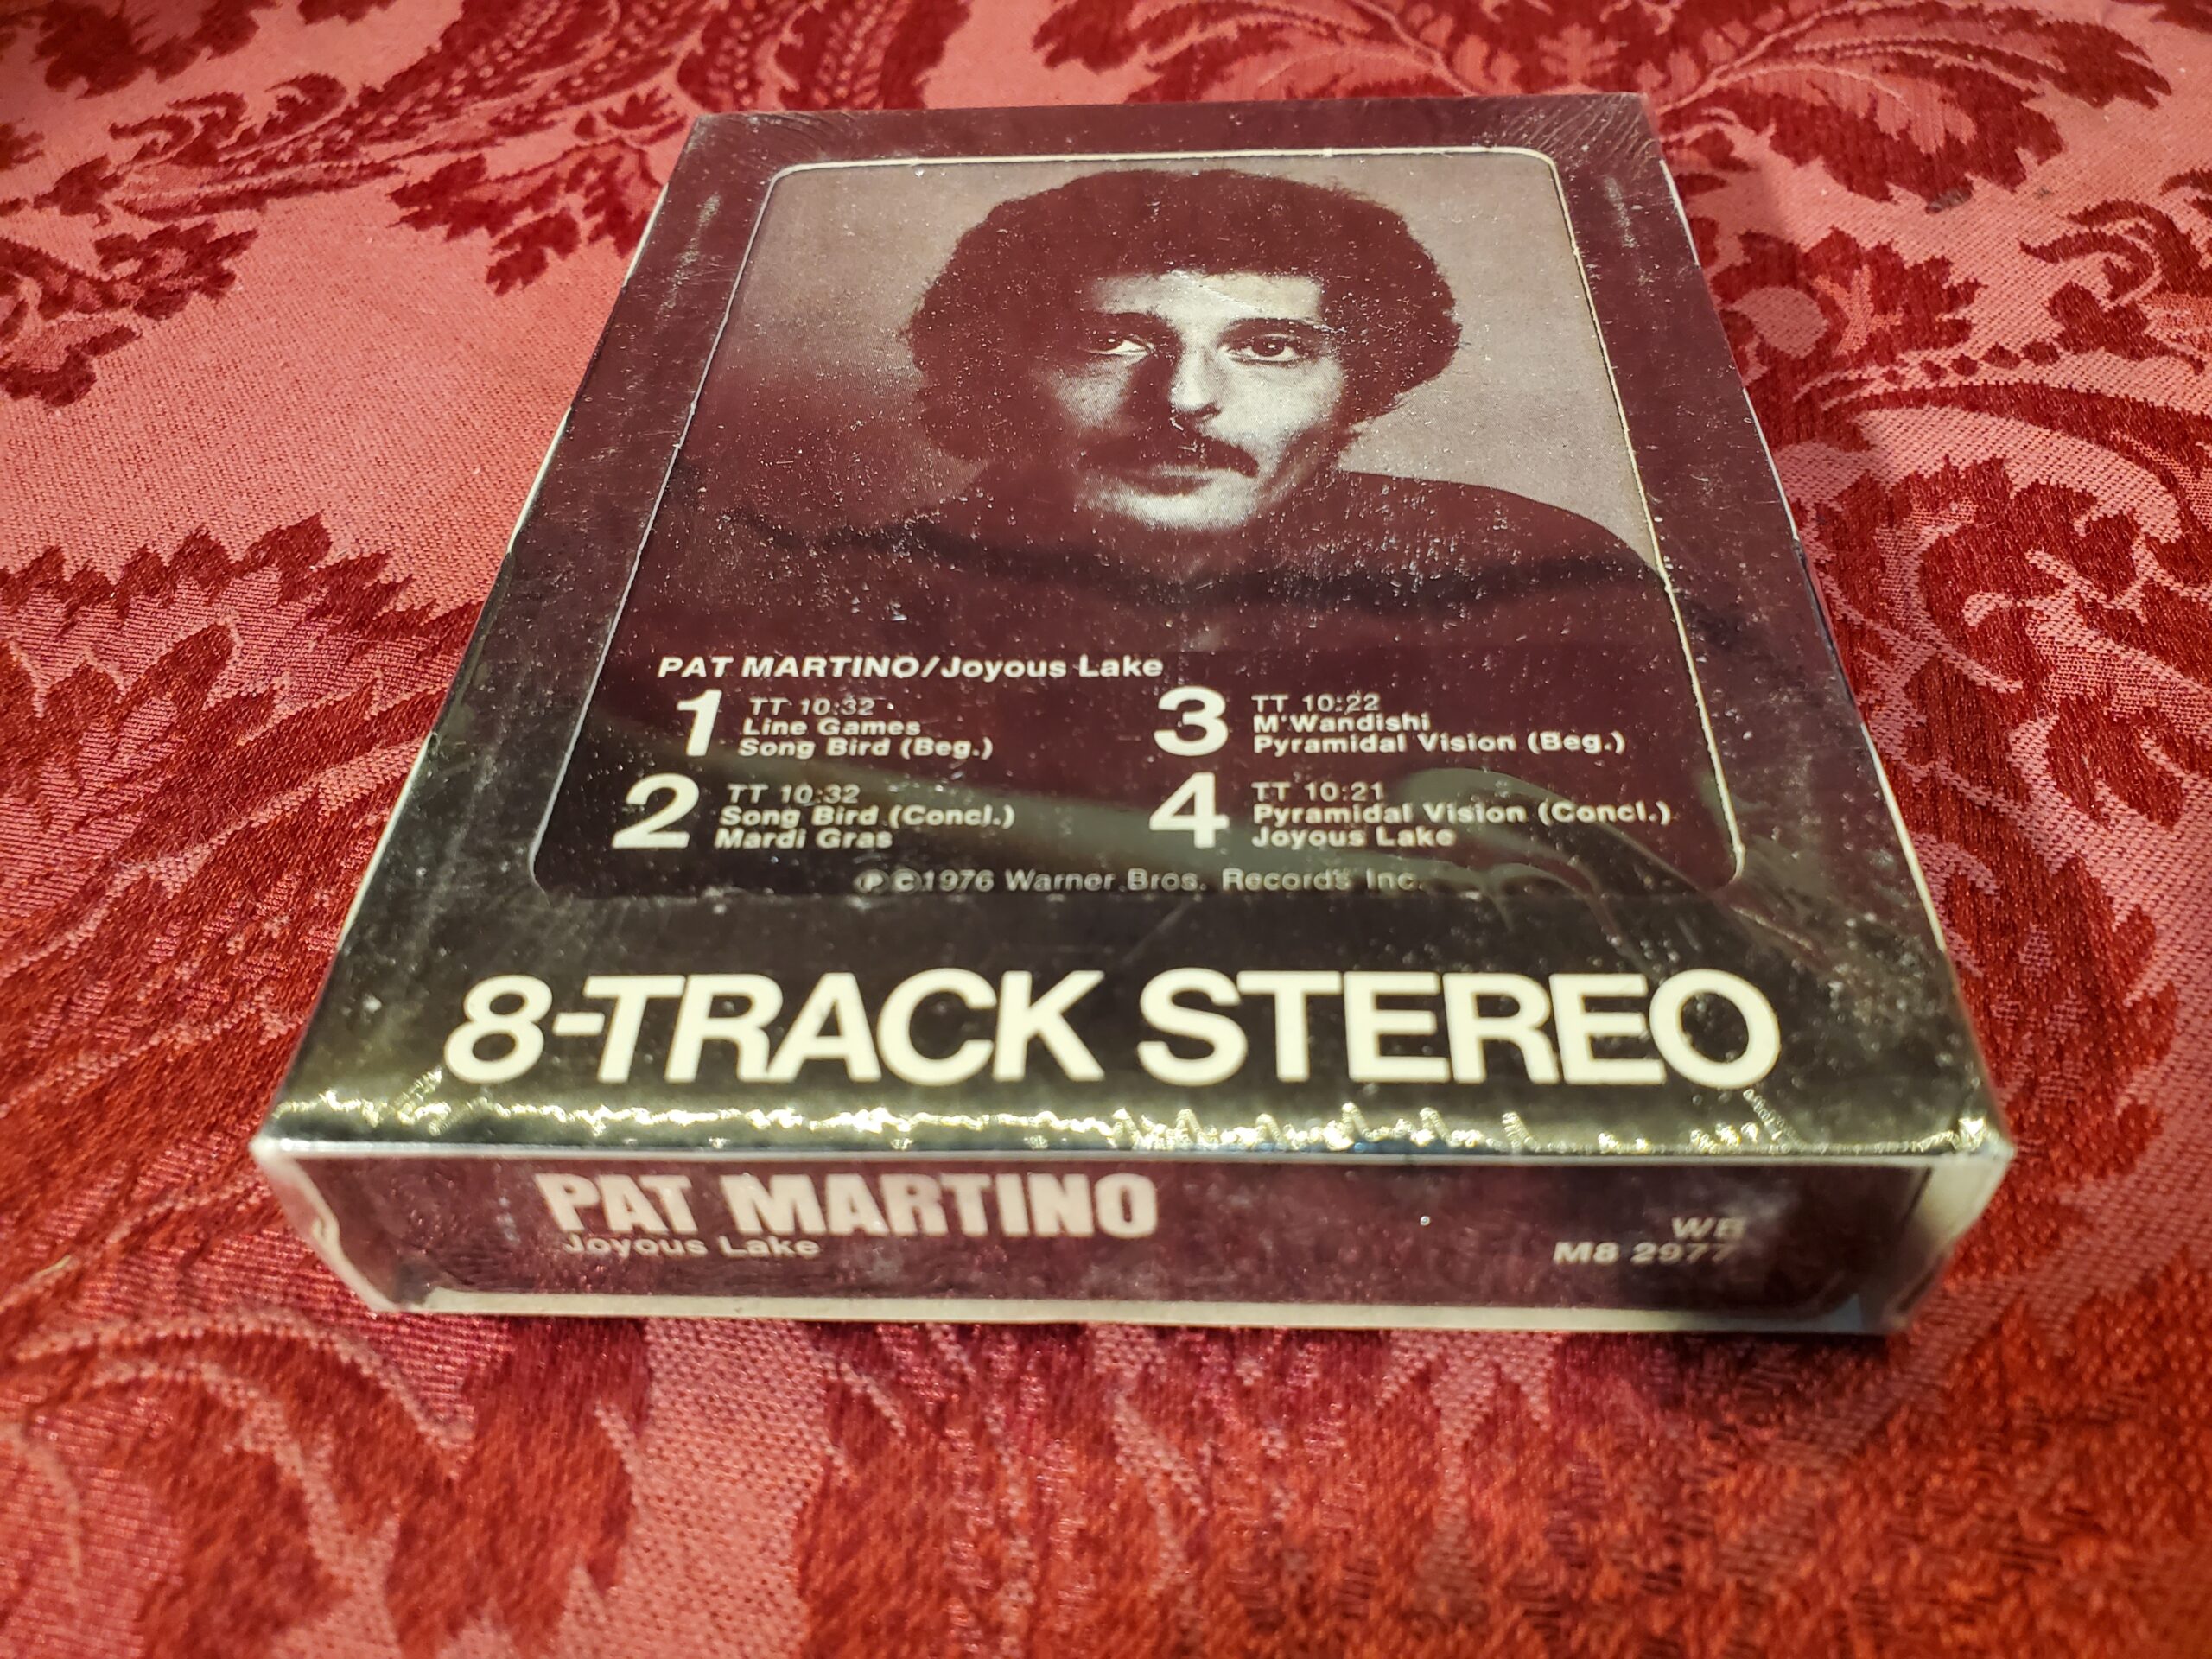 PAT MARTINO/Joyous Lake
1 TT 10:32
Line Games
Song Bird (Beg.)
2 TT 10:32
Song Bird (Concl.)
Mardi Gras
3 TT 10:22
M'Wandishi
Pyramidal Vision (Beg.)
4 TT 10:21
Pyramidal Vision (Concl.)
Joyous Lake
℗ ©1976 Warner Bros. Records Inc.
8-TRACK STEREO
PAT MARTINO
Joyous Lake
WB
M8 2977